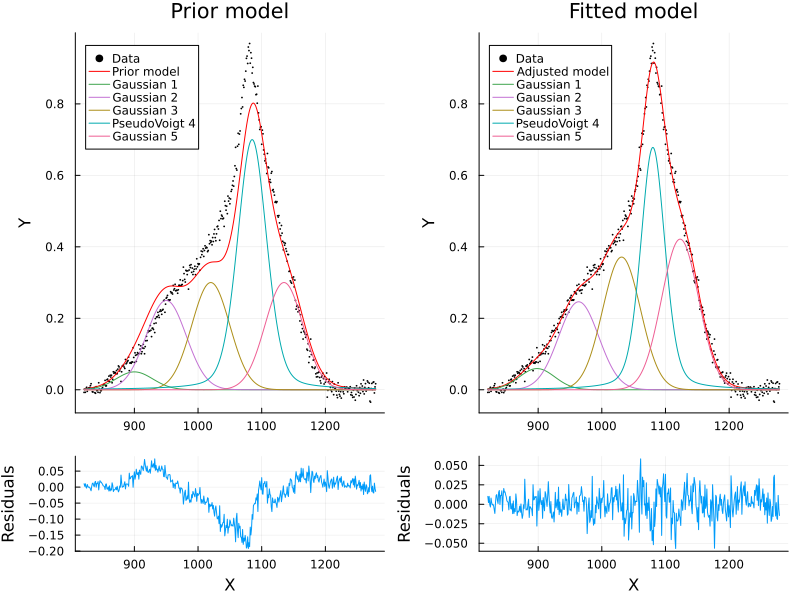 Prior model
Y
0.8
0.6
0.4
0.2
0.0
Data
Prior model
Gaussian 1
Gaussian 2
Gaussian 3
PseudoVoigt 4
Gaussian 5
900
1000
1100
1200
Residuals
0.05
0.00
−0.05
−0.10
−0.15
−0.20
900
1000
1100
1200
X
Fitted model
Y
0.8
0.6
0.4
0.2
0.0
Data
Adjusted model
Gaussian 1
Gaussian 2
Gaussian 3
PseudoVoigt 4
Gaussian 5
900
1000
1100
1200
Residuals
0.050
0.025
0.000
−0.025
−0.050
900
1000
1100
1200
X